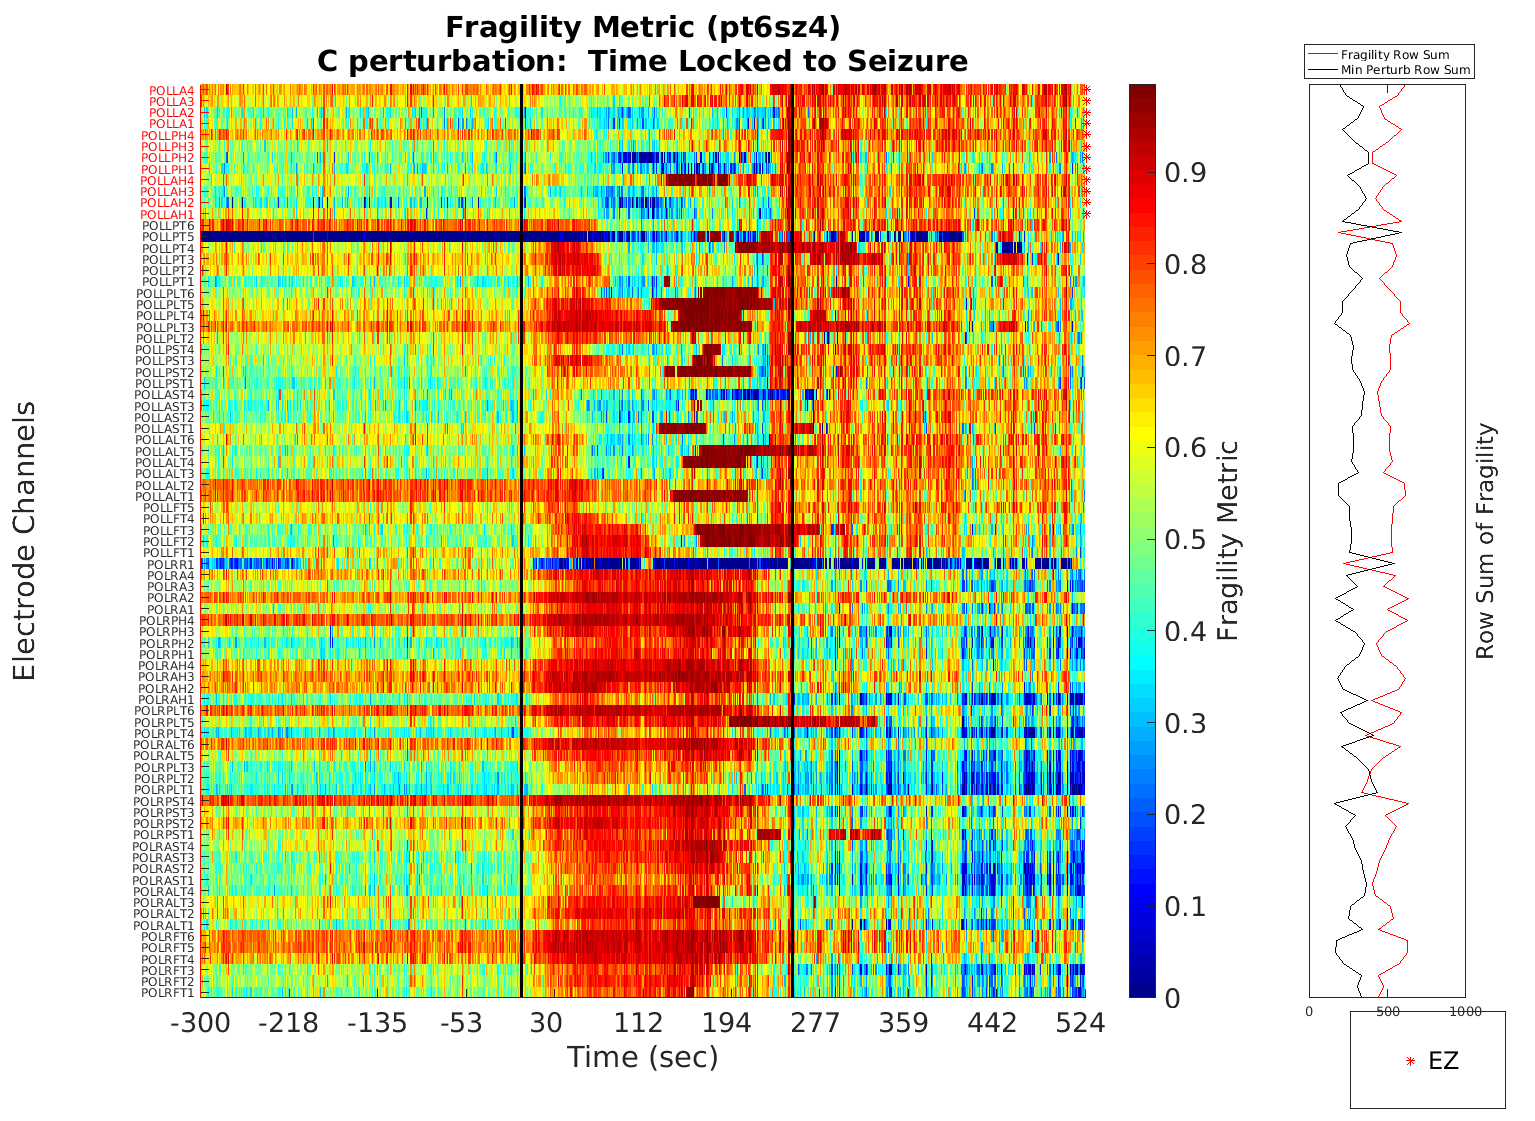 Fragility Metric (pt6sz4)
C perturbation: Time Locked to Seizure
Electrode Channels
POLLA4
POLLA3
POLLA2
POLLA1
POLLPH4
POLLPH3
POLLPH2
POLLPH1
POLLAH4
POLLAH3
POLLAH2
POLLAH1
POLLPT6
POLLPT5
POLLPT4
POLLPT3
POLLPT2
POLLPT1
POLLPLT6
POLLPLT5
POLLPLT4
POLLPLT3
POLLPLT2
POLLPST4
POLLPST3
POLLPST2
POLLPST1
POLLAST4
POLLAST3
POLLAST2
POLLAST1
POLLALT6
POLLALT5
POLLALT4
POLLALT3
POLLALT2
POLLALT1
POLLFT5
POLLFT4
POLLFT3
POLLFT2
POLLFT1
POLRR1
POLRA4
POLRA3
POLRA2
POLRA1
POLRPH4
POLRPH3
POLRPH2
POLRPH1
POLRAH4
POLRAH3
POLRAH2
POLRAH1
POLRPLT6
POLRPLT5
POLRPLT4
POLRALT6
POLRALT5
POLRPLT3
POLRPLT2
POLRPLT1
POLRPST4
POLRPST3
POLRPST2
POLRPST1
POLRAST4
POLRAST3
POLRAST2
POLRAST1
POLRALT4
POLRALT3
POLRALT2
POLRALT1
POLRFT6
POLRFT5
POLRFT4
POLRFT3
POLRFT2
POLRFT1
-300 -218 -135 -53 30 112 194 277 359 442 524
Time (sec)
0.9
0.8
0.7
0.6
0.5
0.4
0.3
0.2
0.1
0
Fragility Metric
Fragility Row Sum
Min Perturb Row Sum
0 500 1000
Row Sum of Fragility
EZ